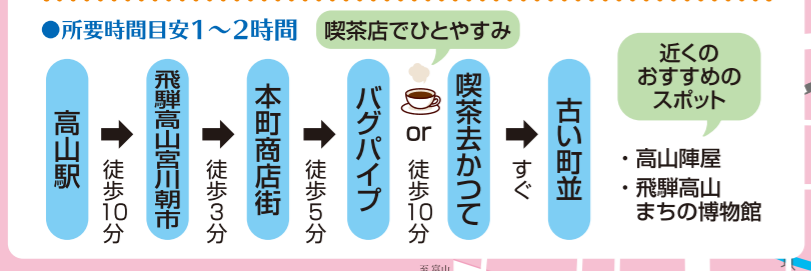 ●所要時間目安1〜2時間
喫茶店でひとやすみ
高山駅
徒歩10分
飛騨高山宮川朝市
徒歩3分
本町商店街
徒歩5分
バグパイプ
or
徒歩10分
喫茶去かつて
すぐ
古い町並
近くの
おすすめの
スポット
・高山陣屋
・飛騨高山
まちの博物館
至 富山